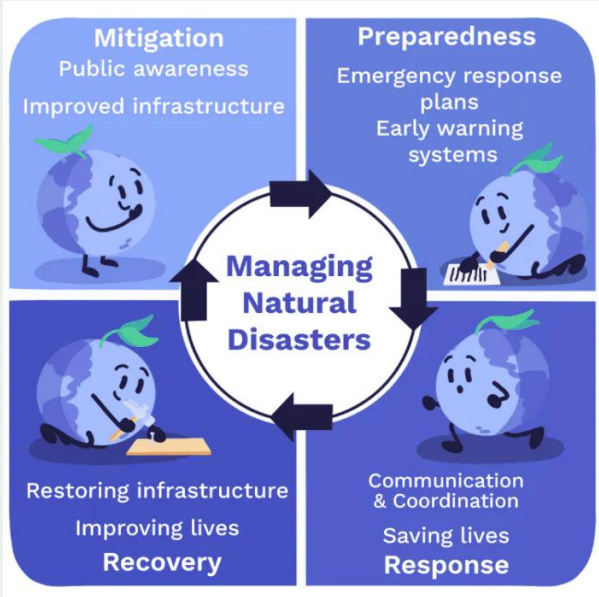 Mitigation
Public awareness
Improved infrastructure
Preparedness
Emergency response
plans
Early warning
systems
Managing
Natural
Disasters
Restoring infrastructure
Improving lives
Recovery
Communication
& Coordination
Saving lives
Response